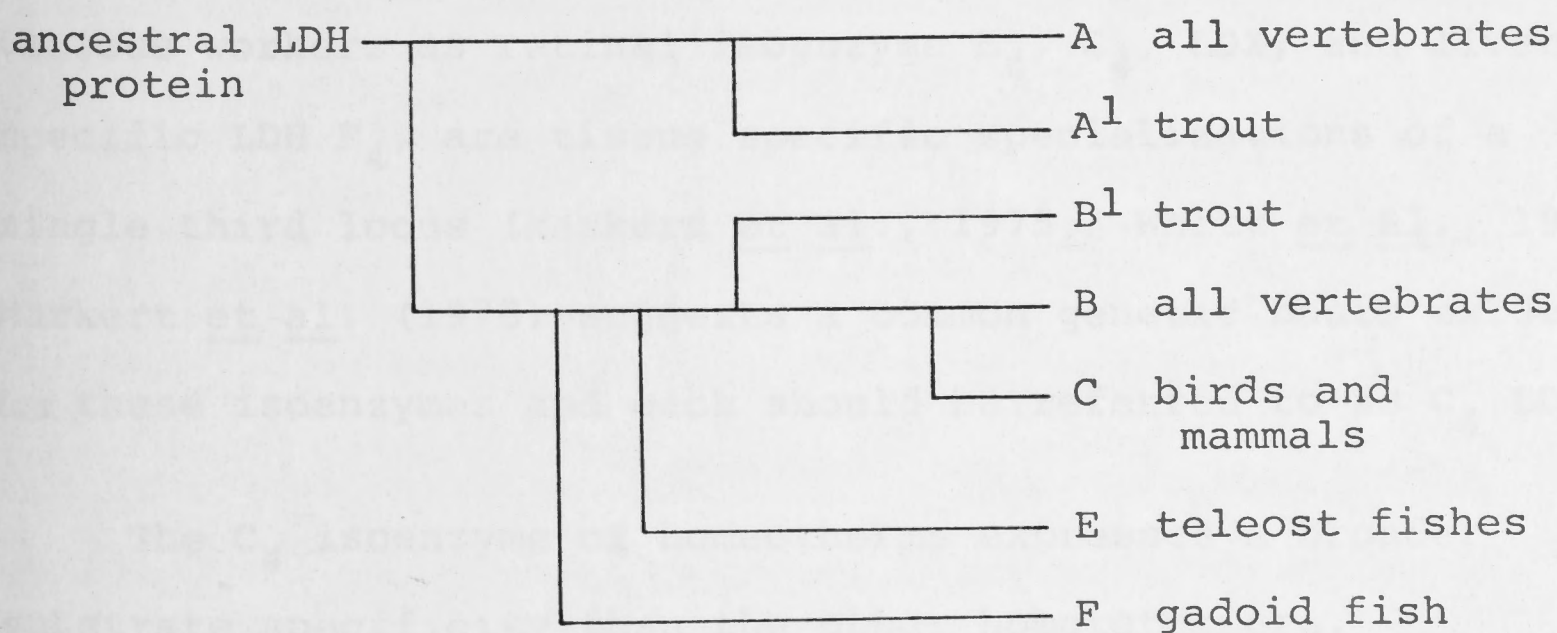 ancestral LDH
protein
A all vertebrates
A1 trout
B1 trout
B all vertebrates
C birds and
mammals
E teleost fishes
F gadoid fish